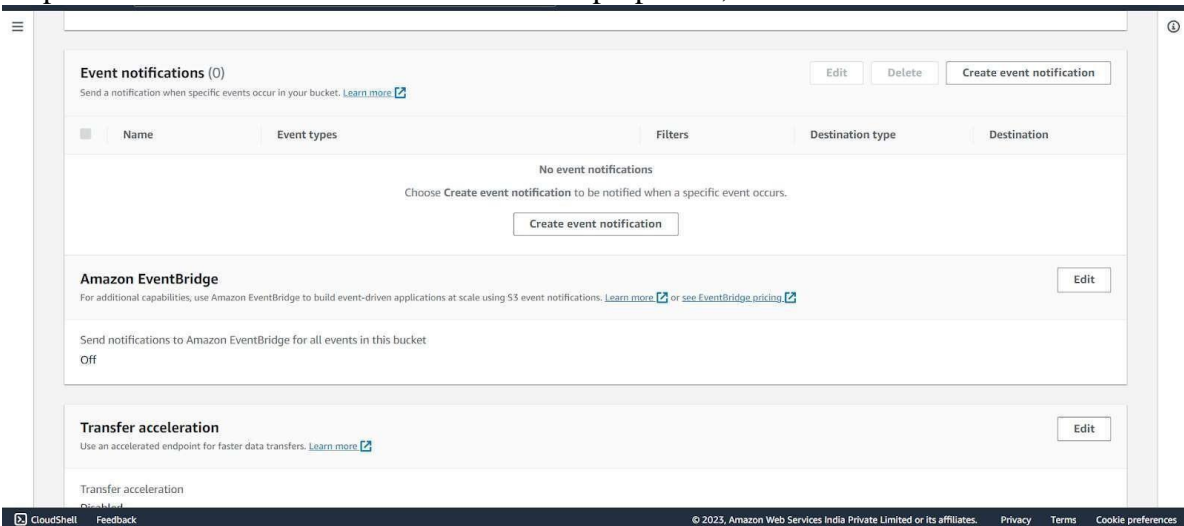 Event notifications (0)
Edit Delete Create event notification
Send a notification when specific events occur in your bucket. Learn more
Name Event types Filters Destination type Destination
No event notifications
Choose Create event notification to be notified when a specific event occurs.
Create event notification
Amazon EventBridge
Edit
For additional capabilities, use Amazon EventBridge to build event-driven applications at scale using S3 event notifications. Learn more or see EventBridge pricing
Send notifications to Amazon EventBridge for all events in this bucket
Off
Transfer acceleration
Edit
Use an accelerated endpoint for faster data transfers. Learn more
Transfer acceleration
Disabled
CloudShell Feedback © 2023, Amazon Web Services India Private Limited or its affiliates. Privacy Terms Cookie preferences